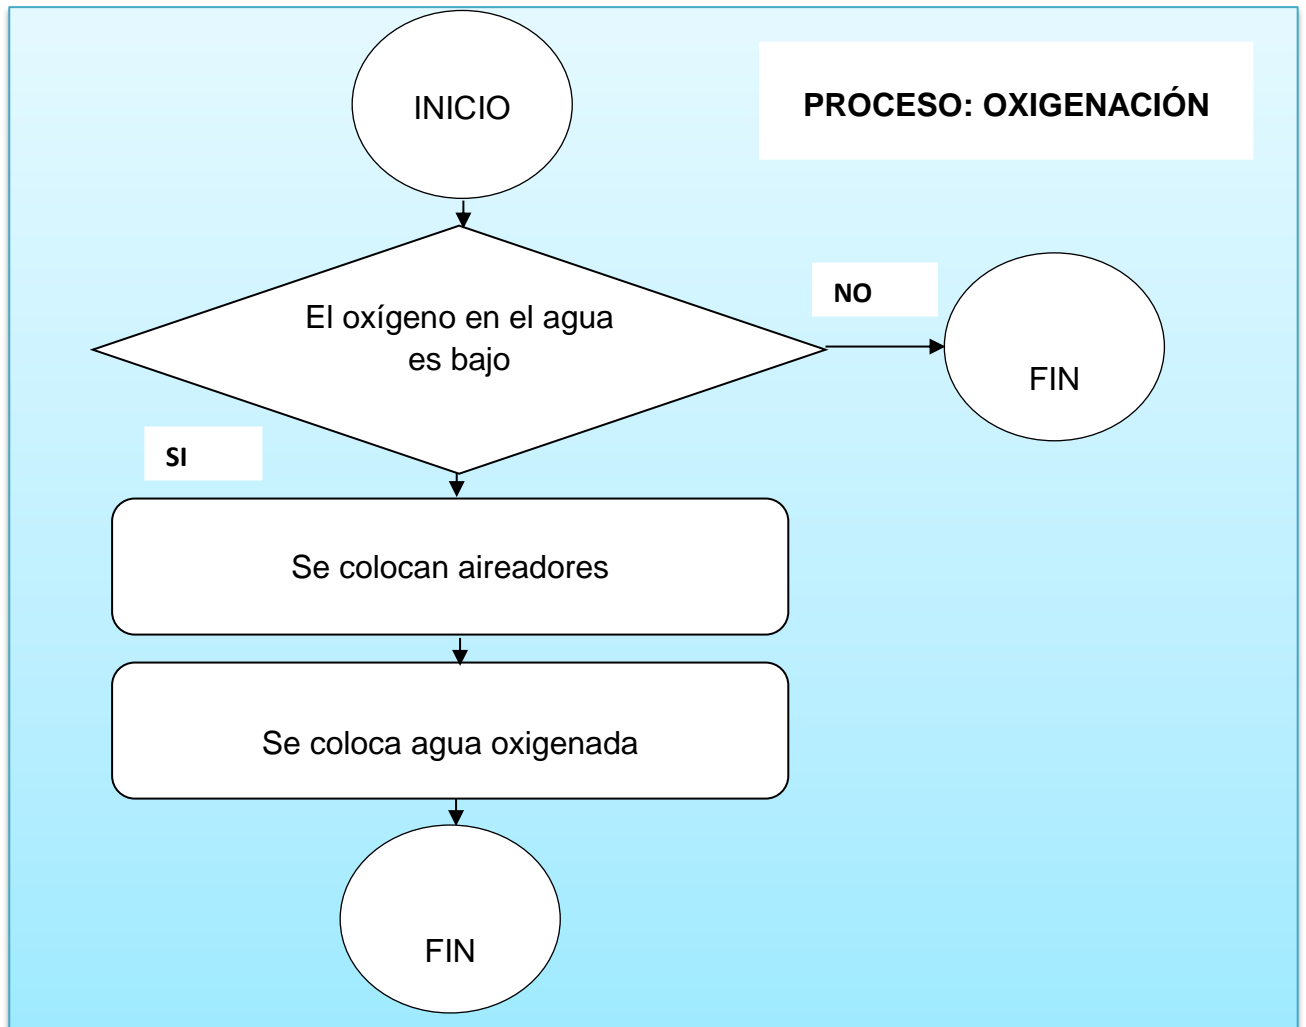 INICIO
PROCESO: OXIGENACIÓN
El oxígeno en el agua
es bajo
NO
FIN
SI
Se colocan aireadores
Se coloca agua oxigenada
FIN